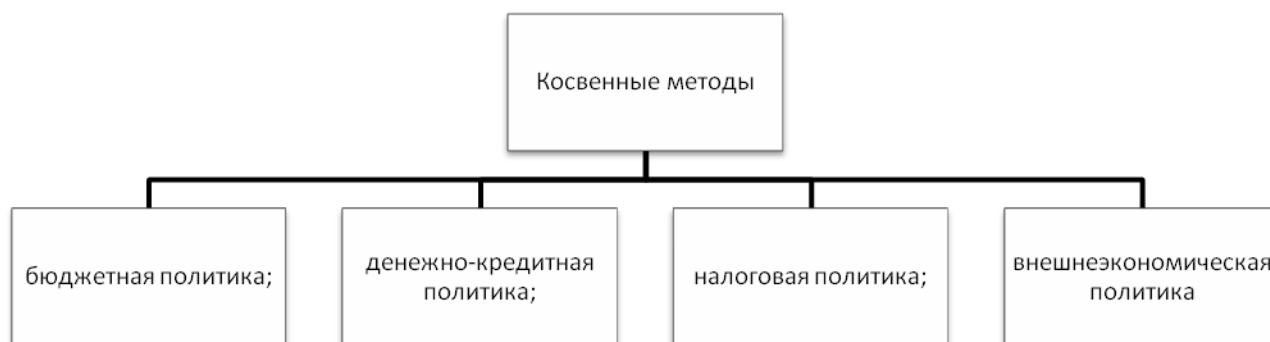 Косвенные методы
бюджетная политика;
денежно-кредитная
политика;
налоговая политика;
внешнеэкономическая
политика